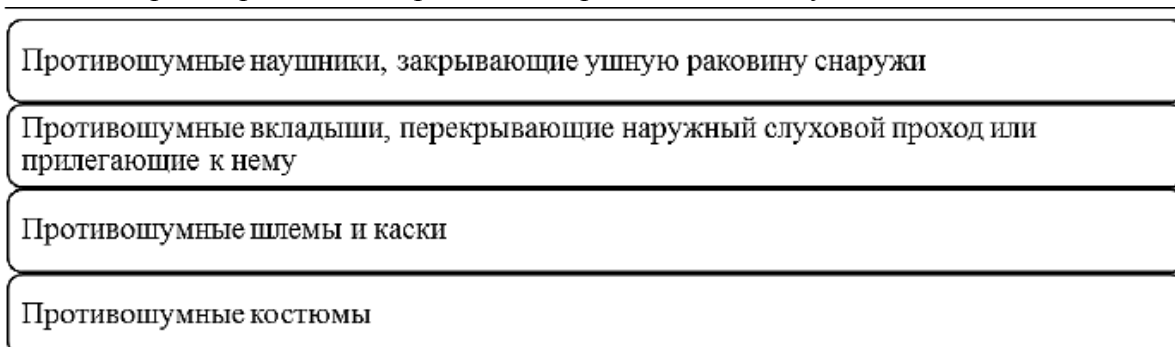 Противошумные наушники, закрывающие ушную раковину снаружи
Противошумные вкладыши, перекрывающие наружный слуховой проход или
прилегающие к нему
Противошумные шлемы и каски
Противошумные костюмы